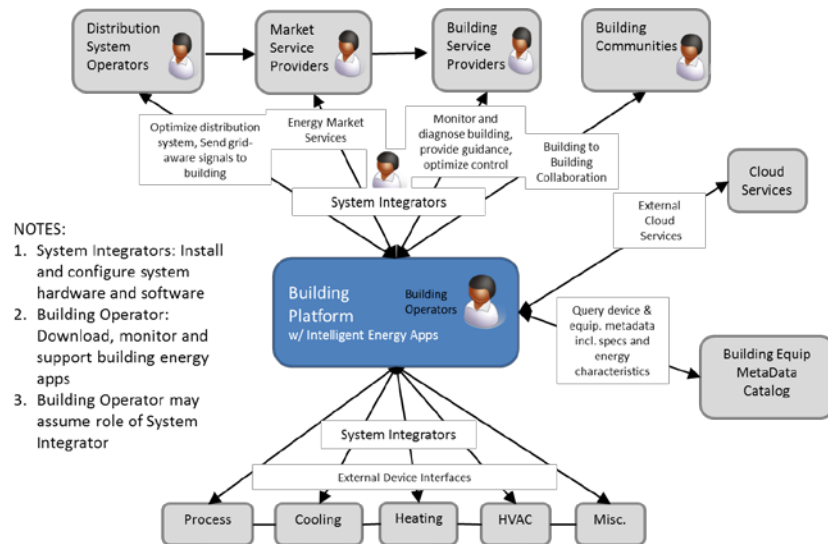 Distribution
System
Operators
Market
Service
Providers
Building
Service
Providers
Building
Communities
Optimize distribution
system, Send grid-
aware signals to
building
Energy Market
Services
Monitor and
diagnose building,
provide guidance,
optimize control
Building to
Building
Collaboration
System Integrators
Cloud
Services
External
Cloud
Services
NOTES:
1. System Integrators: Install
and configure system
hardware and software
2. Building Operator:
Download, monitor and
support building energy
apps
3. Building Operator may
assume role of System
Integrator
Building
Platform
w/ Intelligent Energy Apps
Building
Operators
Query device &
equip. metadata
incl. specs and
energy
characteristics
Building Equip
MetaData
Catalog
System Integrators
External Device Interfaces
Process
Cooling
Heating
HVAC
Misc.